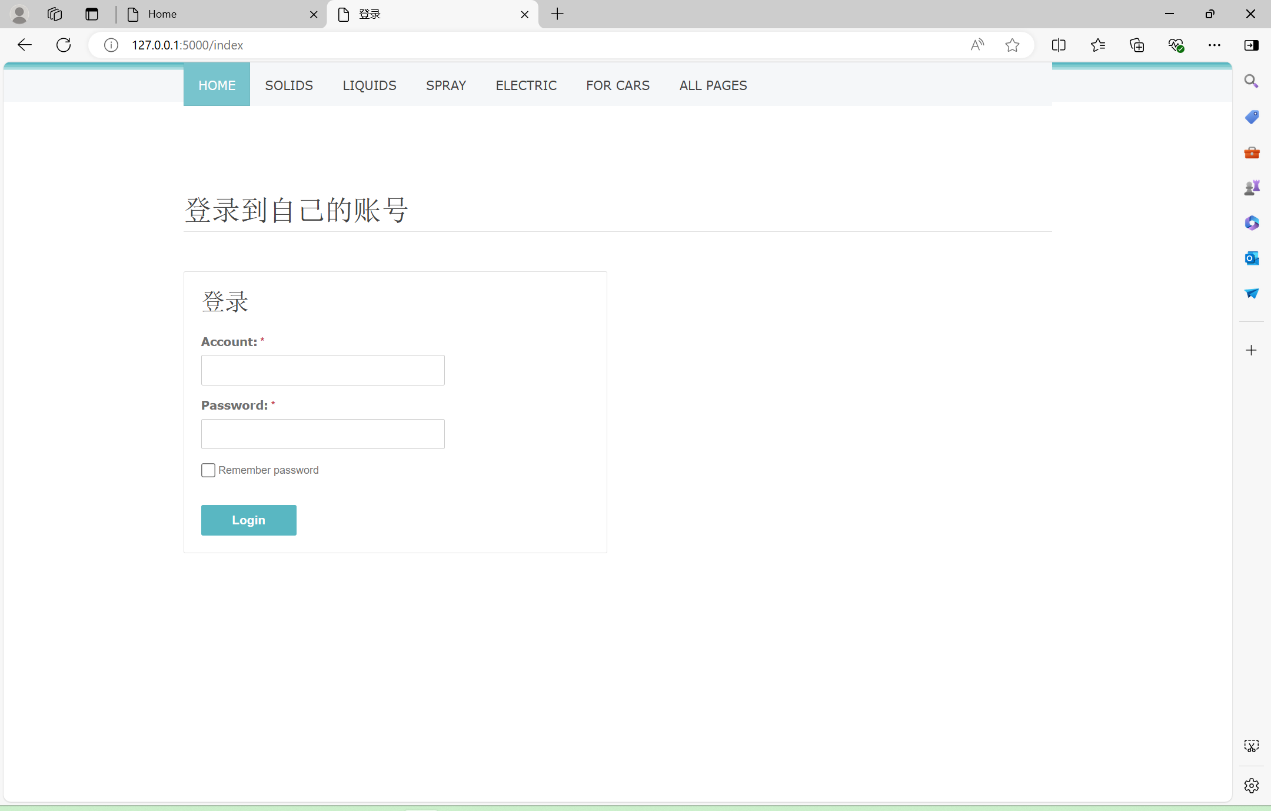 Home
登录
127.0.0.1:5000/index
HOME SOLIDS LIQUIDS SPRAY ELECTRIC FOR CARS ALL PAGES
登录到自己的账号
登录
Account: *
Password: *
Remember password
Login